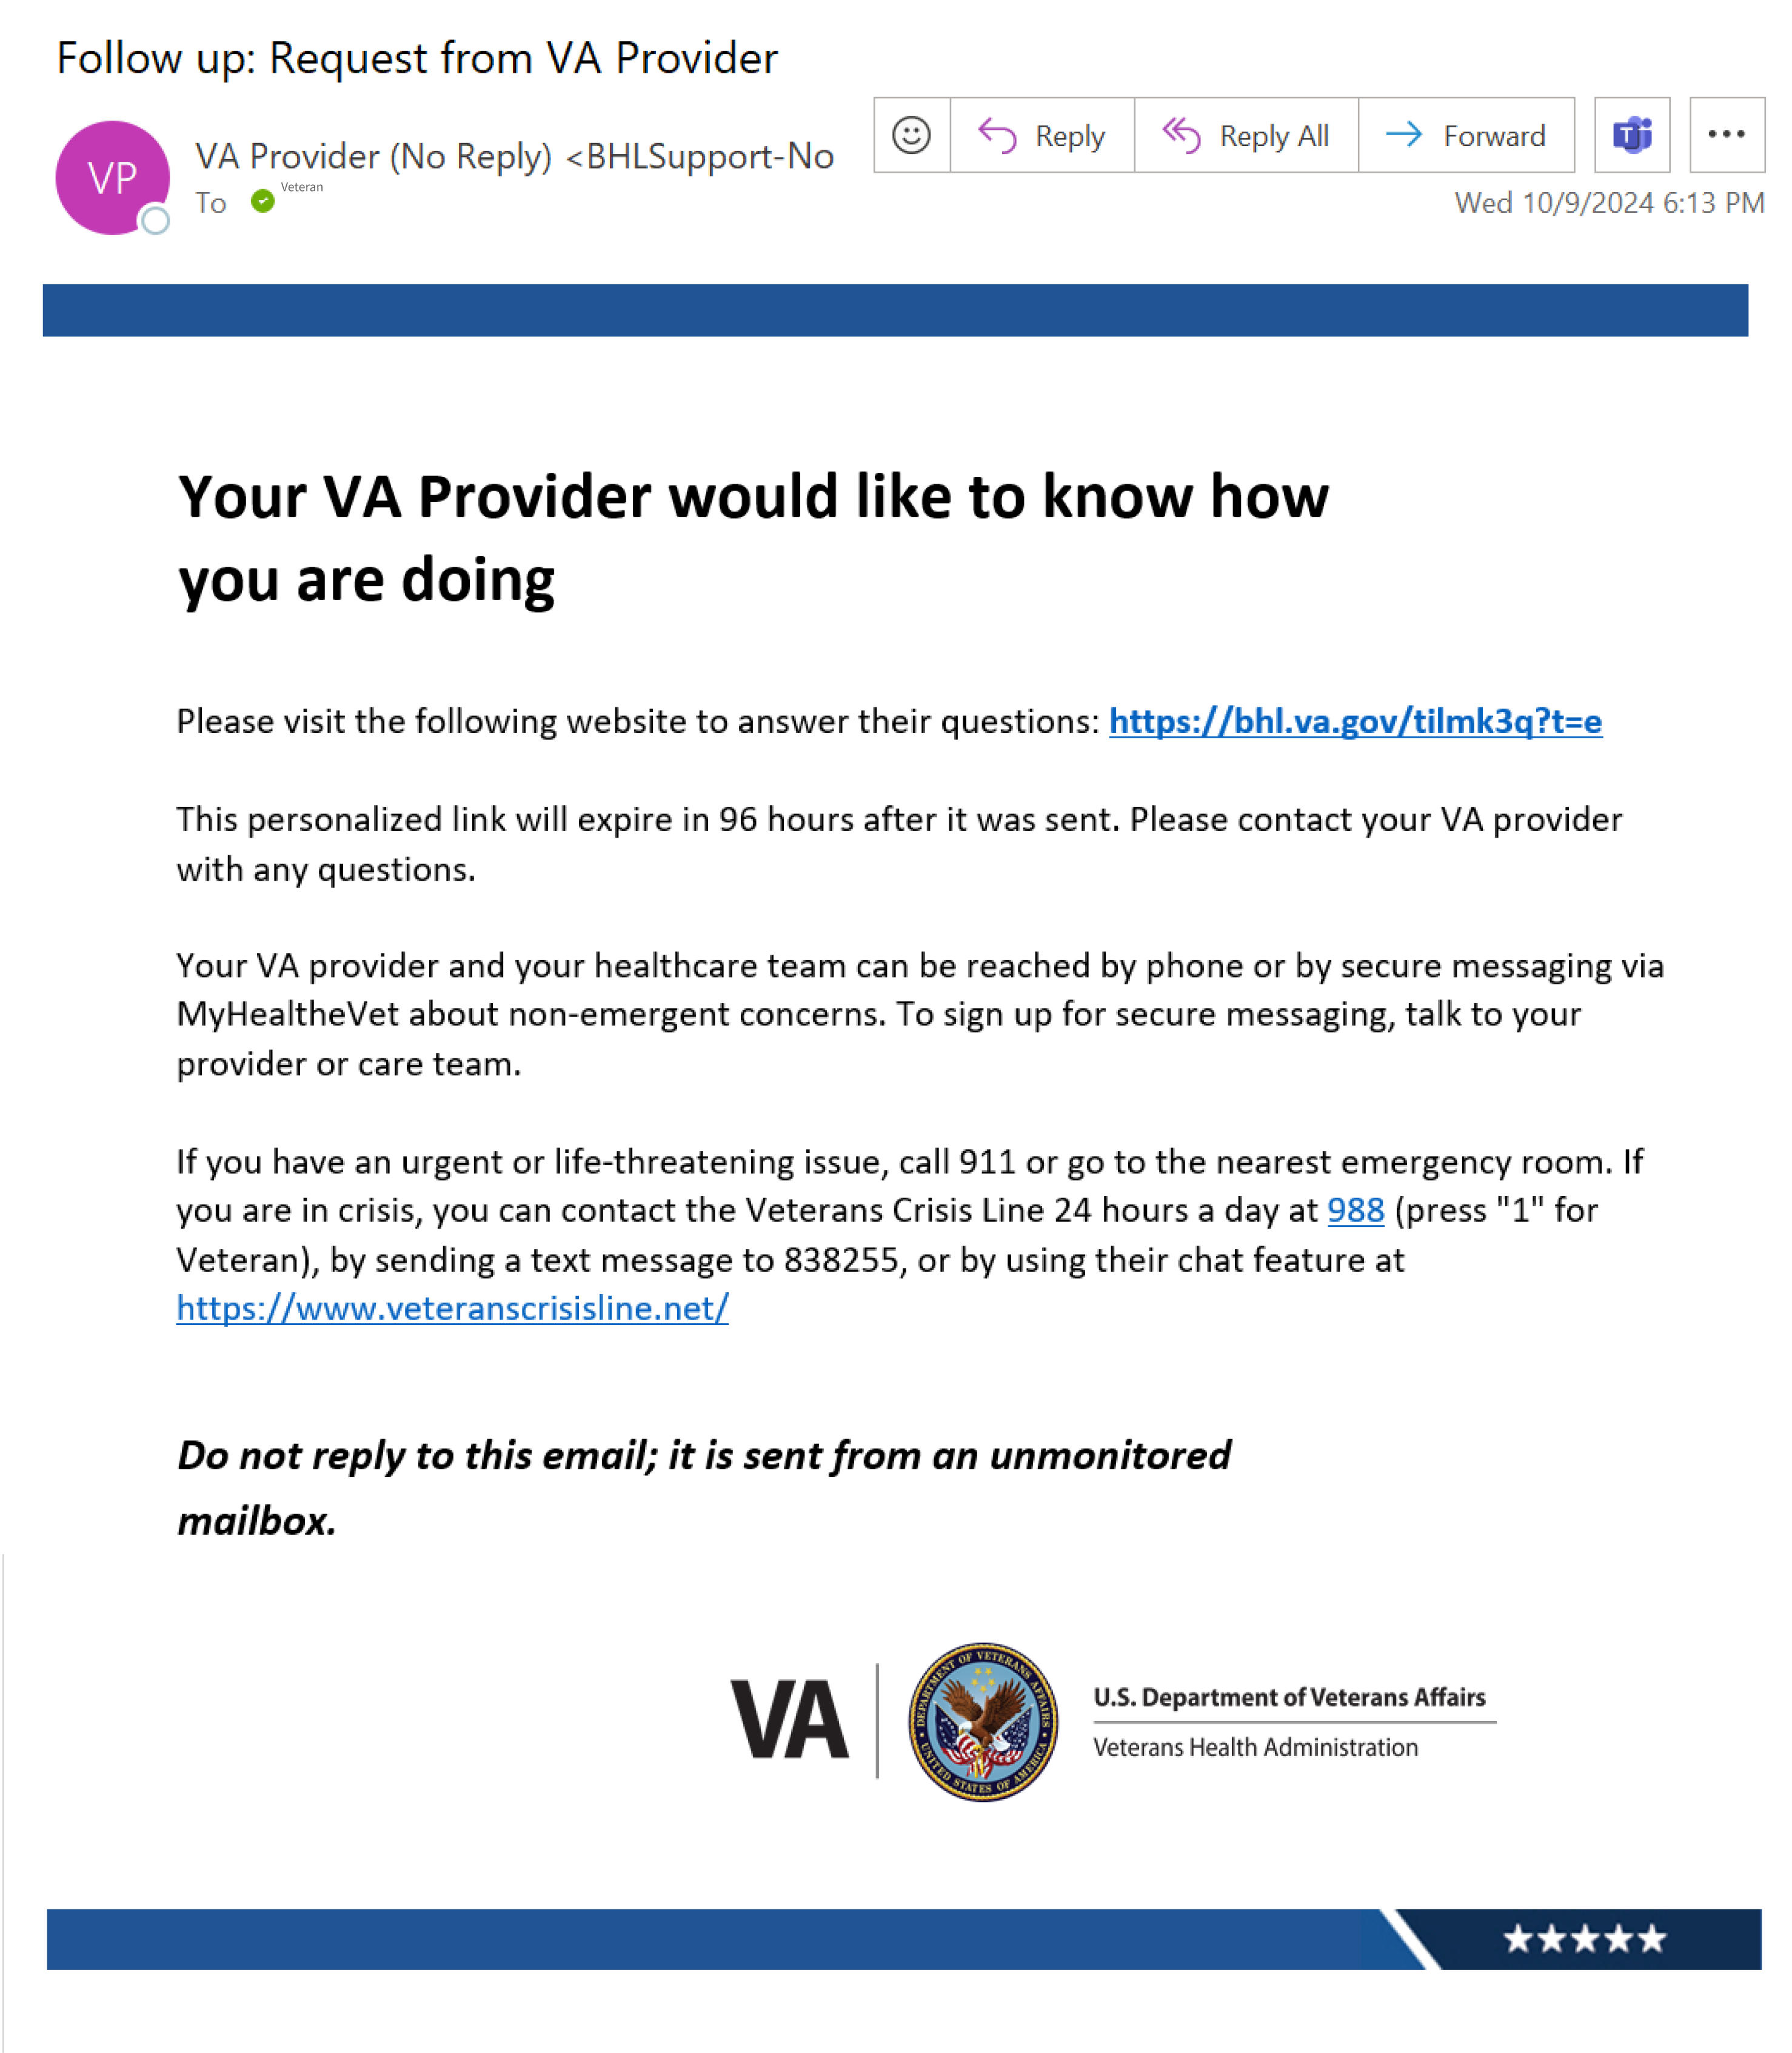 Follow up: Request from VA Provider
VP
VA Provider (No Reply) <BHLSupport-No
To
Veteran
Reply
Reply All
Forward
Wed 10/9/2024 6:13 PM
Your VA Provider would like to know how
you are doing
Please visit the following website to answer their questions: https://bhl.va.gov/tilmk3q?t=e
This personalized link will expire in 96 hours after it was sent. Please contact your VA provider
with any questions.
Your VA provider and your healthcare team can be reached by phone or by secure messaging via
MyHealtheVet about non-emergent concerns. To sign up for secure messaging, talk to your
provider or care team.
If you have an urgent or life-threatening issue, call 911 or go to the nearest emergency room. If
you are in crisis, you can contact the Veterans Crisis Line 24 hours a day at 988 (press "1" for
Veteran), by sending a text message to 838255, or by using their chat feature at
https://www.veteranscrisisline.net/
Do not reply to this email; it is sent from an unmonitored
mailbox.
VA
DEPARTMENT OF VETERANS AFFAIRS
UNITED STATES OF AMERICA
U.S. Department of Veterans Affairs
Veterans Health Administration